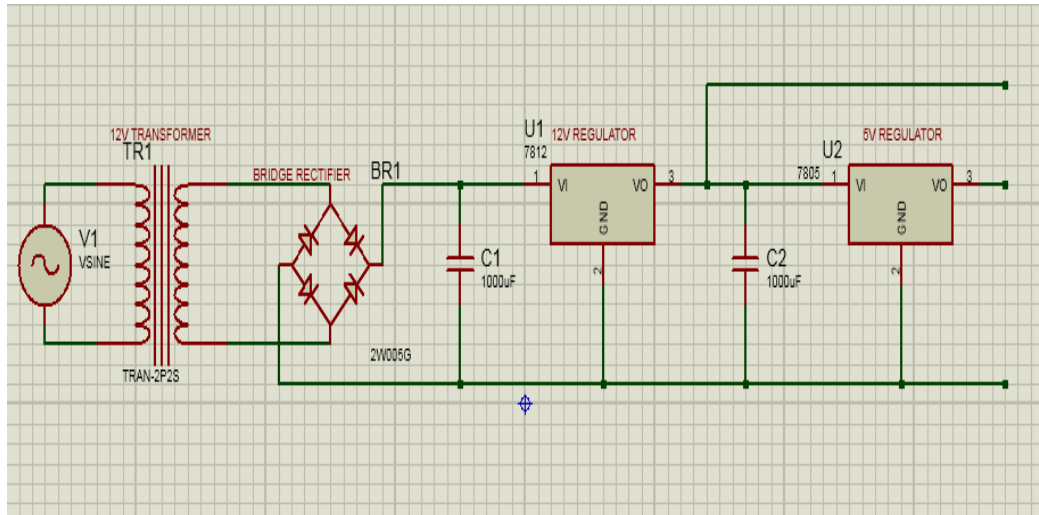 12V TRANSFORMER
TR1
V1
VSINE
TRAN-2P2S
BRIDGE RECTIFIER
BR1
2W005G
C1
1000uF
U1
12V REGULATOR
7812
1
VI
VO
3
GND
2
C2
1000uF
5V REGULATOR
U2
7805
1
VI
VO
3
GND
2